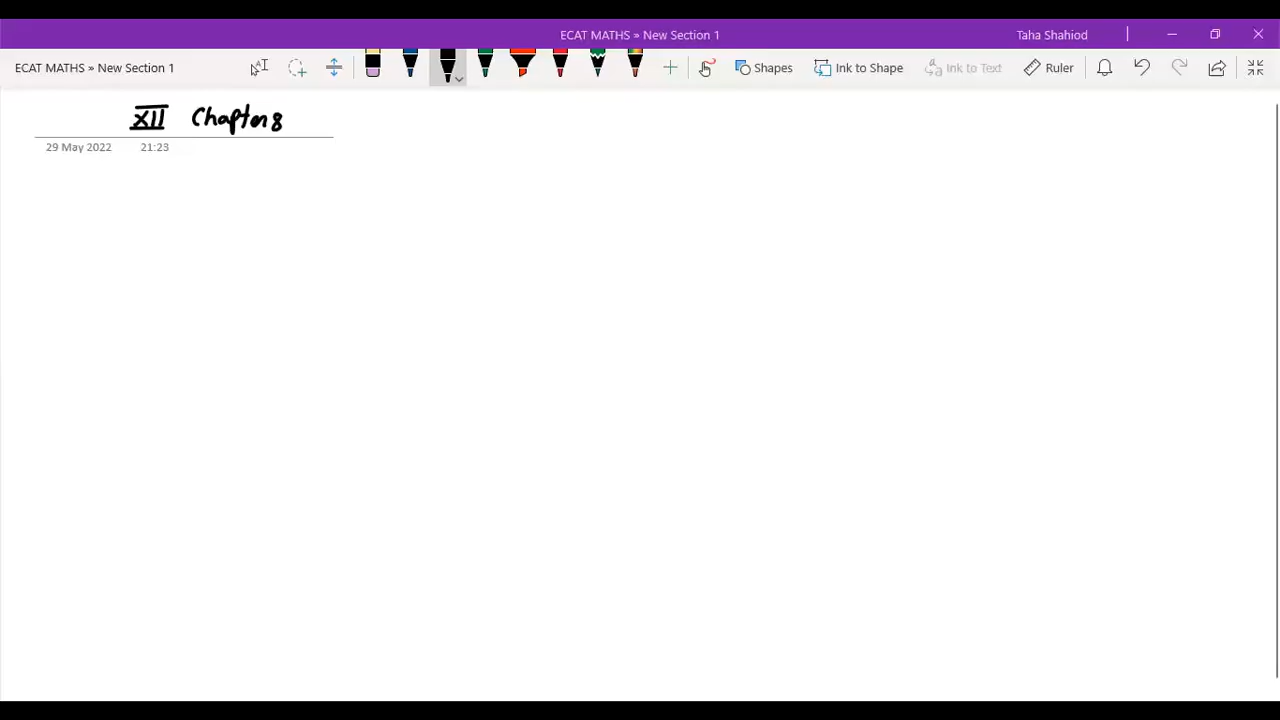 ECAT MATHS » New Section 1
Taha Shahiod
ECAT MATHS » New Section 1
Shapes
Ink to Shape
Ink to Text
Ruler
XII Chapter 8
29 May 2022 21:23